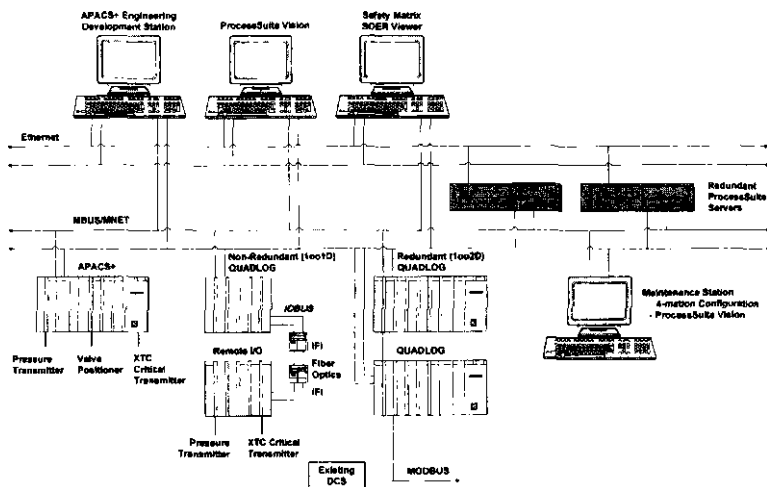 APACS+ Engineering
Development Station
ProcessSuite Vision
Safety Matrix
SOER Viewer
Ethernet
Redundant
ProcessSuite
Servers
MBUS/MNET
APACS+
Non-Redundant (1oo1D)
QUADLOG
Redundant (1oo2D)
QUADLOG
IOBUS
IFI
Maintenance Station
4-mation Configuration
- ProcessSuite Vision
Remote I/O
Fiber
Optics
IFI
QUADLOG
Pressure
Transmitter
Valve
Positioner
XTC
Critical
Transmitter
Pressure
Transmitter
XTC Critical
Transmitter
Existing
DCS
MODBUS